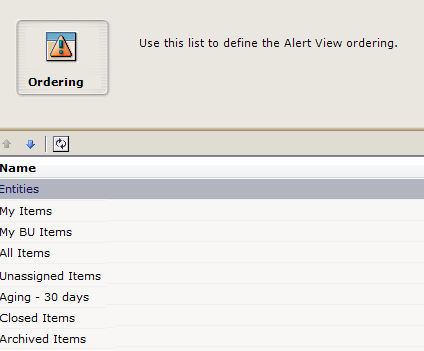 Use this list to define the Alert View ordering.
Ordering
Name
Entities
My Items
My BU Items
All Items
Unassigned Items
Aging - 30 days
Closed Items
Archived Items